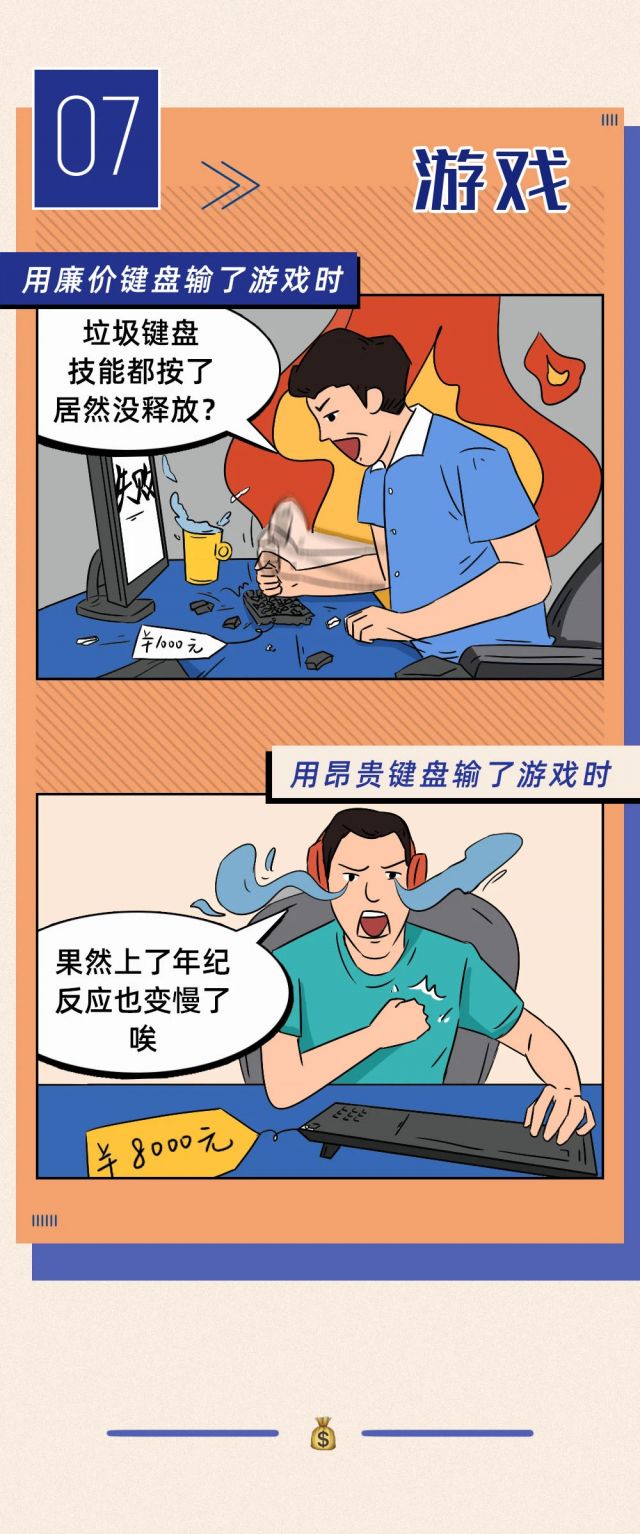 07
游戏
用廉价键盘输了游戏时
垃圾键盘
技能都按了
居然没释放？
失败
¥1000元
用昂贵键盘输了游戏时
果然上了年纪
反应也变慢了
唉
¥8000元
$